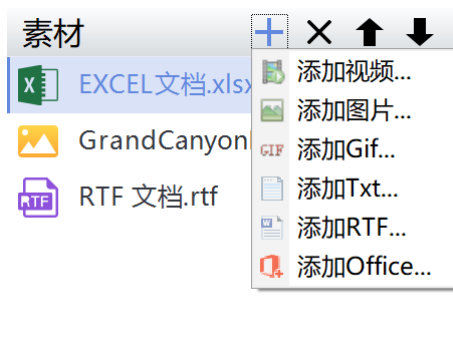 素材
EXCEL文档.xlsx
GrandCanyon
RTF 文档.rtf
添加视频...
添加图片...
GIF 添加Gif...
添加Txt...
添加RTF...
添加Office...